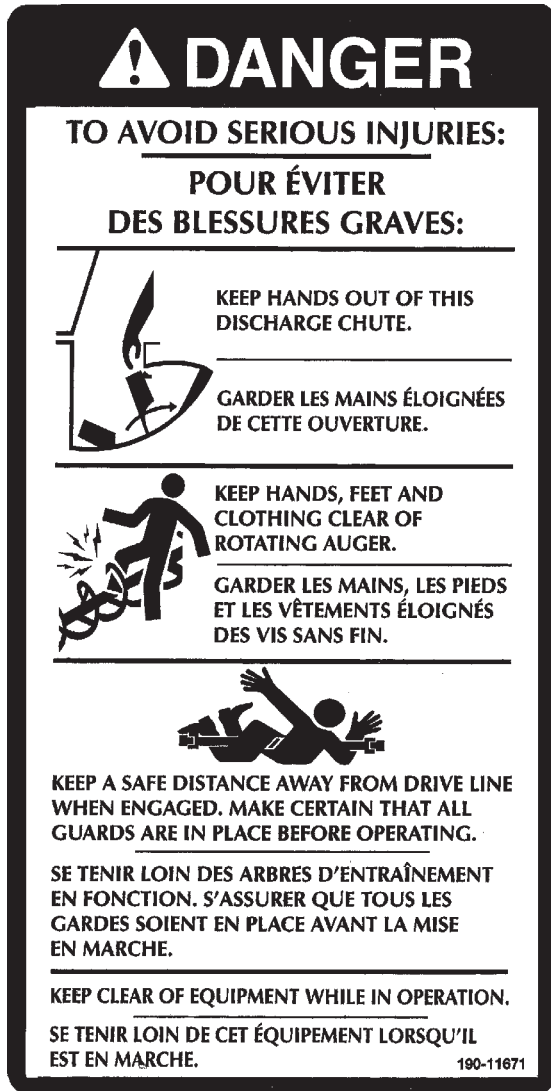 DANGER
TO AVOID SERIOUS INJURIES:
POUR ÉVITER
DES BLESSURES GRAVES:
KEEP HANDS OUT OF THIS
DISCHARGE CHUTE.
GARDER LES MAINS ÉLOIGNÉES
DE CETTE OUVERTURE.
KEEP HANDS, FEET AND
CLOTHING CLEAR OF
ROTATING AUGER.
GARDER LES MAINS, LES PIEDS
ET LES VÊTEMENTS ÉLOIGNÉS
DES VIS SANS FIN.
KEEP A SAFE DISTANCE AWAY FROM DRIVE LINE
WHEN ENGAGED. MAKE CERTAIN THAT ALL
GUARDS ARE IN PLACE BEFORE OPERATING.
SE TENIR LOIN DES ARBRES D'ENTRAÎNEMENT
EN FONCTION. S'ASSURER QUE TOUS LES
GARDES SOIENT EN PLACE AVANT LA MISE
EN MARCHE.
KEEP CLEAR OF EQUIPMENT WHILE IN OPERATION.
SE TENIR LOIN DE CET ÉQUIPEMENT LORSQU'IL
EST EN MARCHE.
190-11671